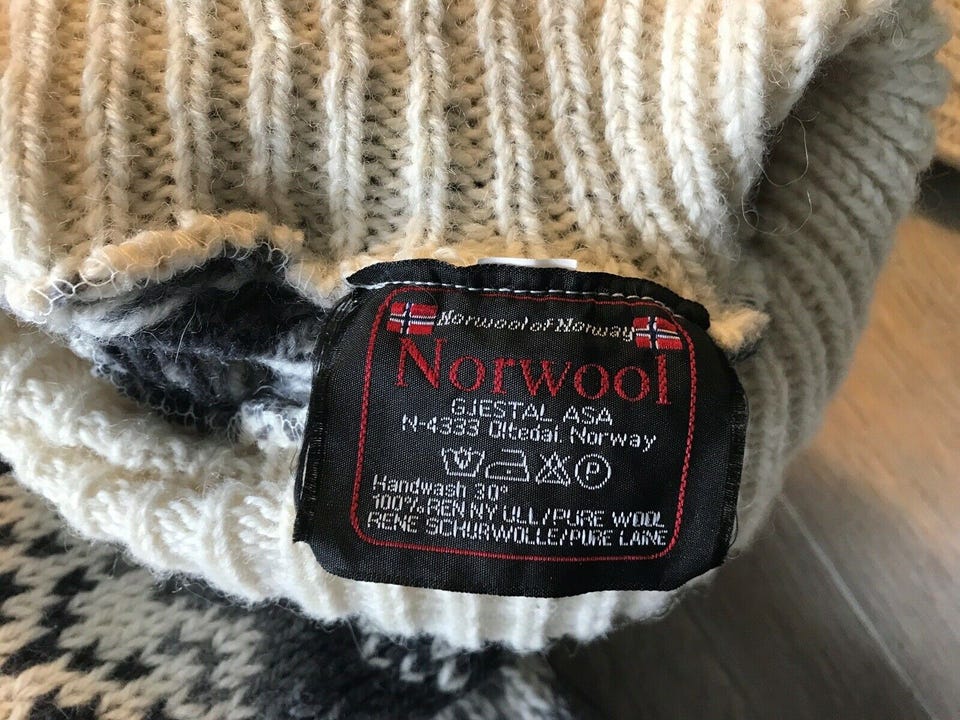 Norwool of Norway
Norwool
GJESTAL ASA
N-4333 Oltedal, Norway
P
Handwash 30°
100% REN NY ULL/PURE WOOL
REINE SCHURWOLLE/PURE LAINE